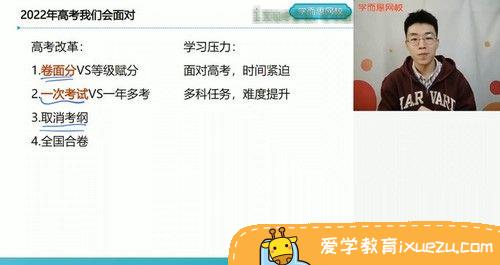 2022年高考我们会面对
学而思网校
高考改革：
学习压力：
1.卷面分VS等级赋分
面对高考，时间紧迫
2.一次考试VS一年多考
多科任务，难度提升
3.取消考纲
4.全国合卷
学而思网校
HARVARD
爱学教育ixuezu.com